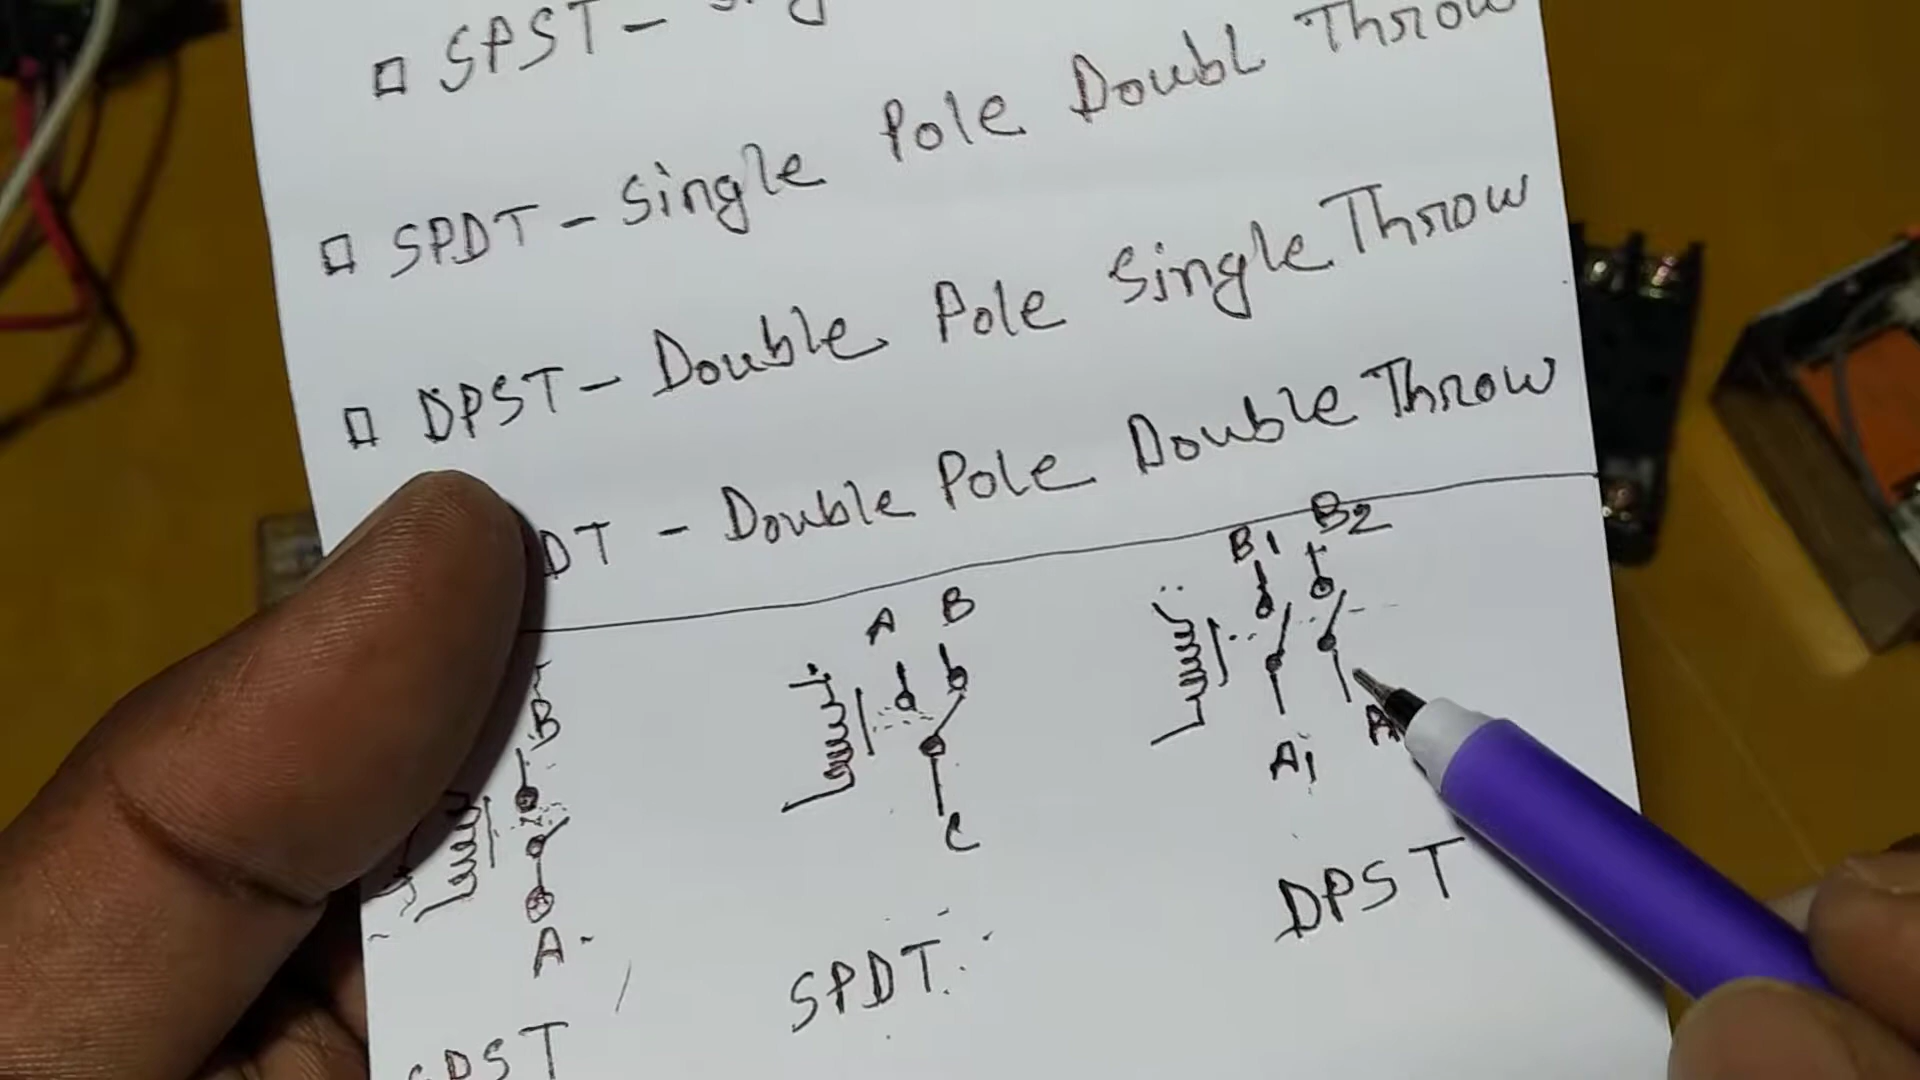 SPST -
SPDT - Single Pole Doubl Throw
DPST - Double Pole Single Throw
DT - Double Pole Double Throw
B1 B2
A B
B
A1 A
C
A
DPST
SPDT
SPST